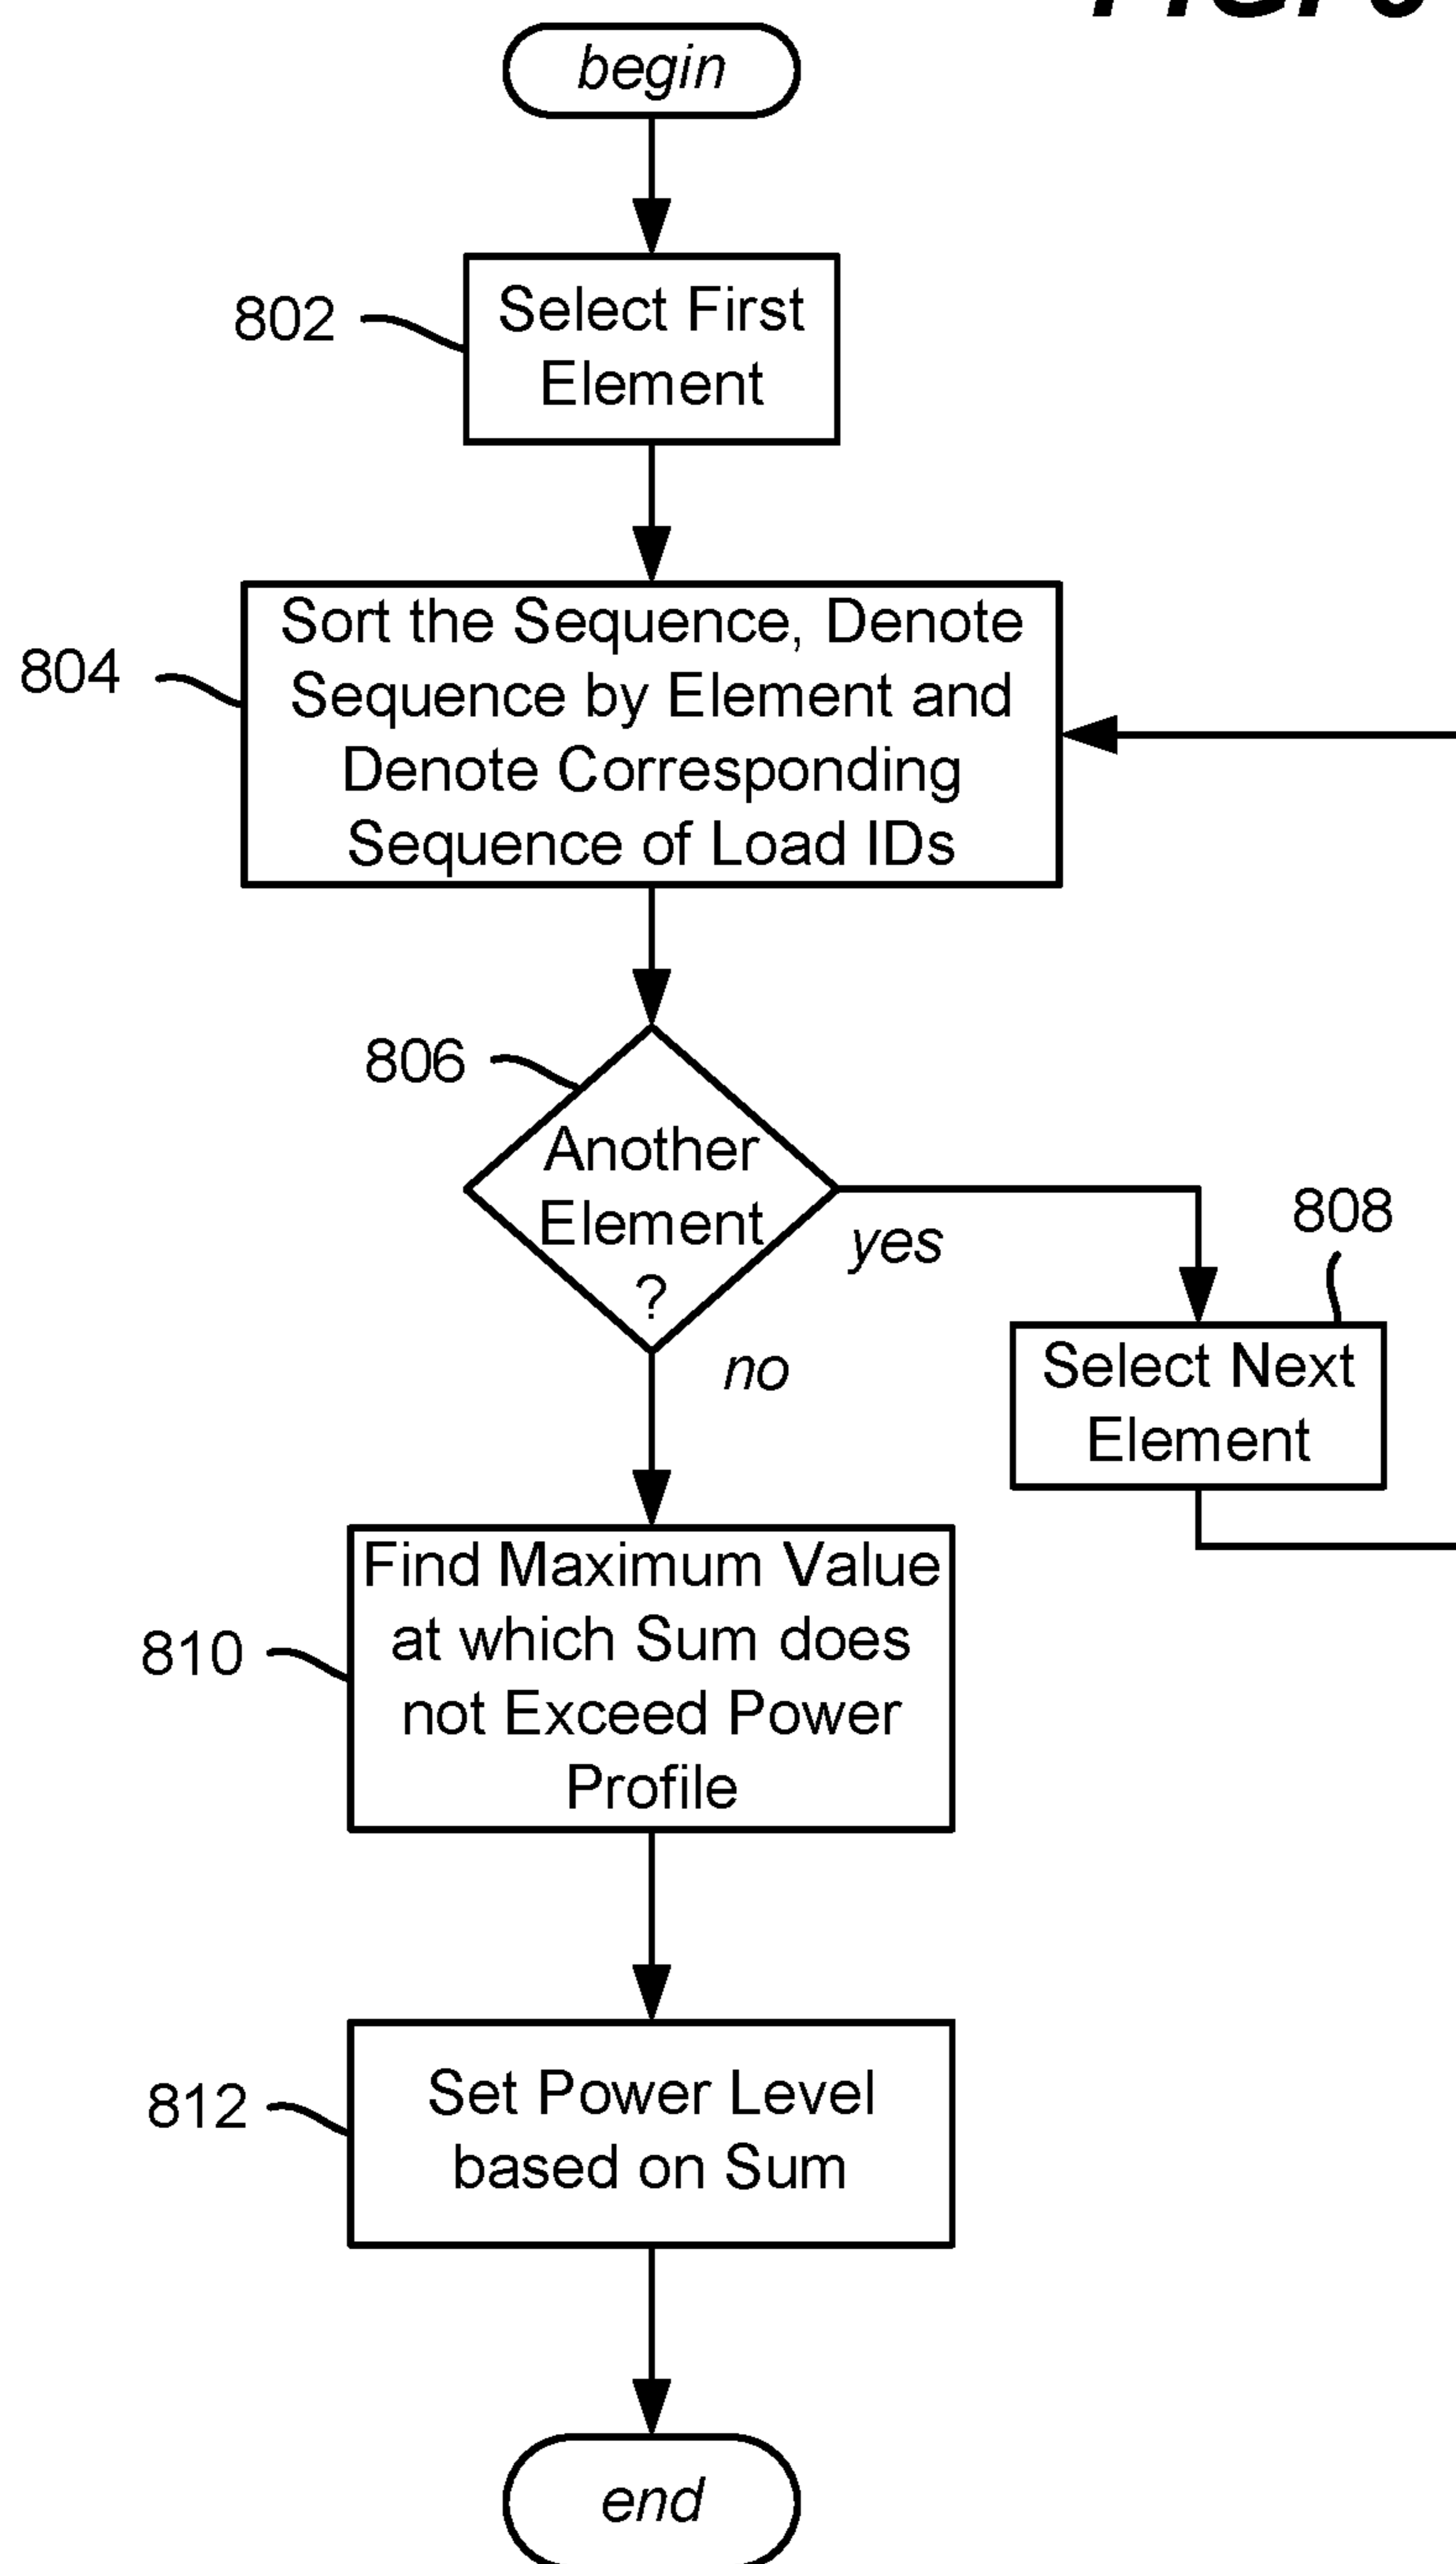 begin
802
Select First
Element
804
Sort the Sequence, Denote
Sequence by Element and
Denote Corresponding
Sequence of Load IDs
806
Another
Element
?
yes
no
808
Select Next
Element
810
Find Maximum Value
at which Sum does
not Exceed Power
Profile
812
Set Power Level
based on Sum
end